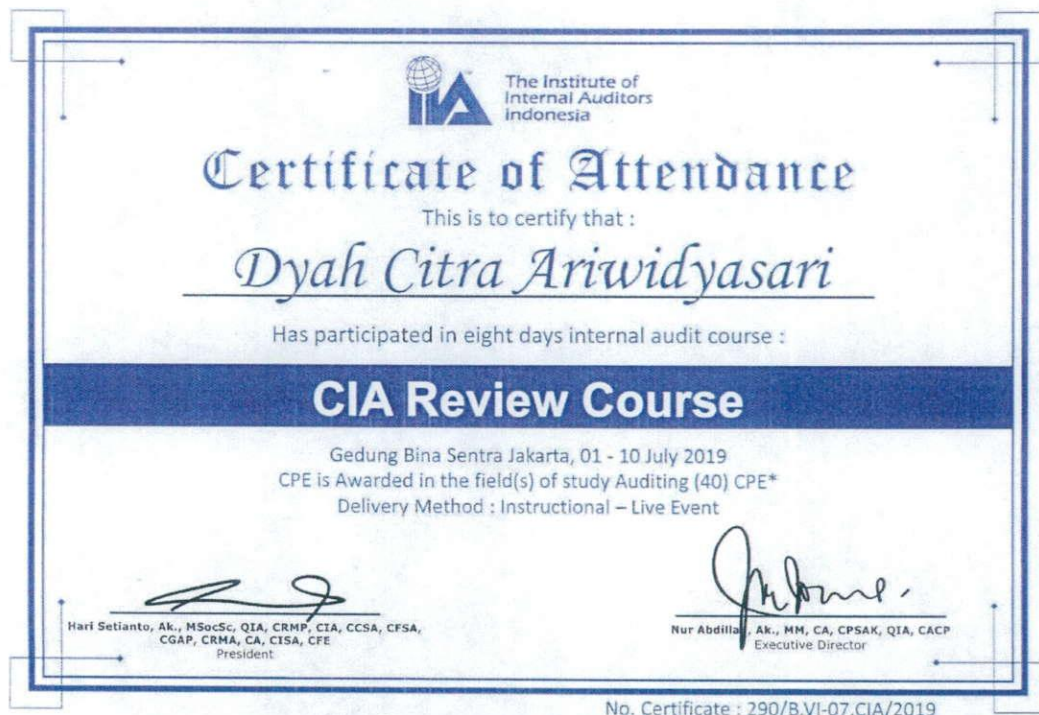 IIA
The Institute of
Internal Auditors
Indonesia
Certificate of Attendance
This is to certify that :
Dyah Citra Ariwidyasari
Has participated in eight days internal audit course :
CIA Review Course
Gedung Bina Sentra Jakarta, 01 - 10 July 2019
CPE is Awarded in the field(s) of study Auditing (40) CPE*
Delivery Method : Instructional – Live Event
Hari Setianto, Ak., MSocSc, QIA, CRMP, CIA, CCSA, CFSA,
CGAP, CRMA, CA, CISA, CFE
President
Nur Abdillah, Ak., MM, CA, CPSAK, QIA, CACP
Executive Director
No. Certificate : 290/B.VI-07.CIA/2019